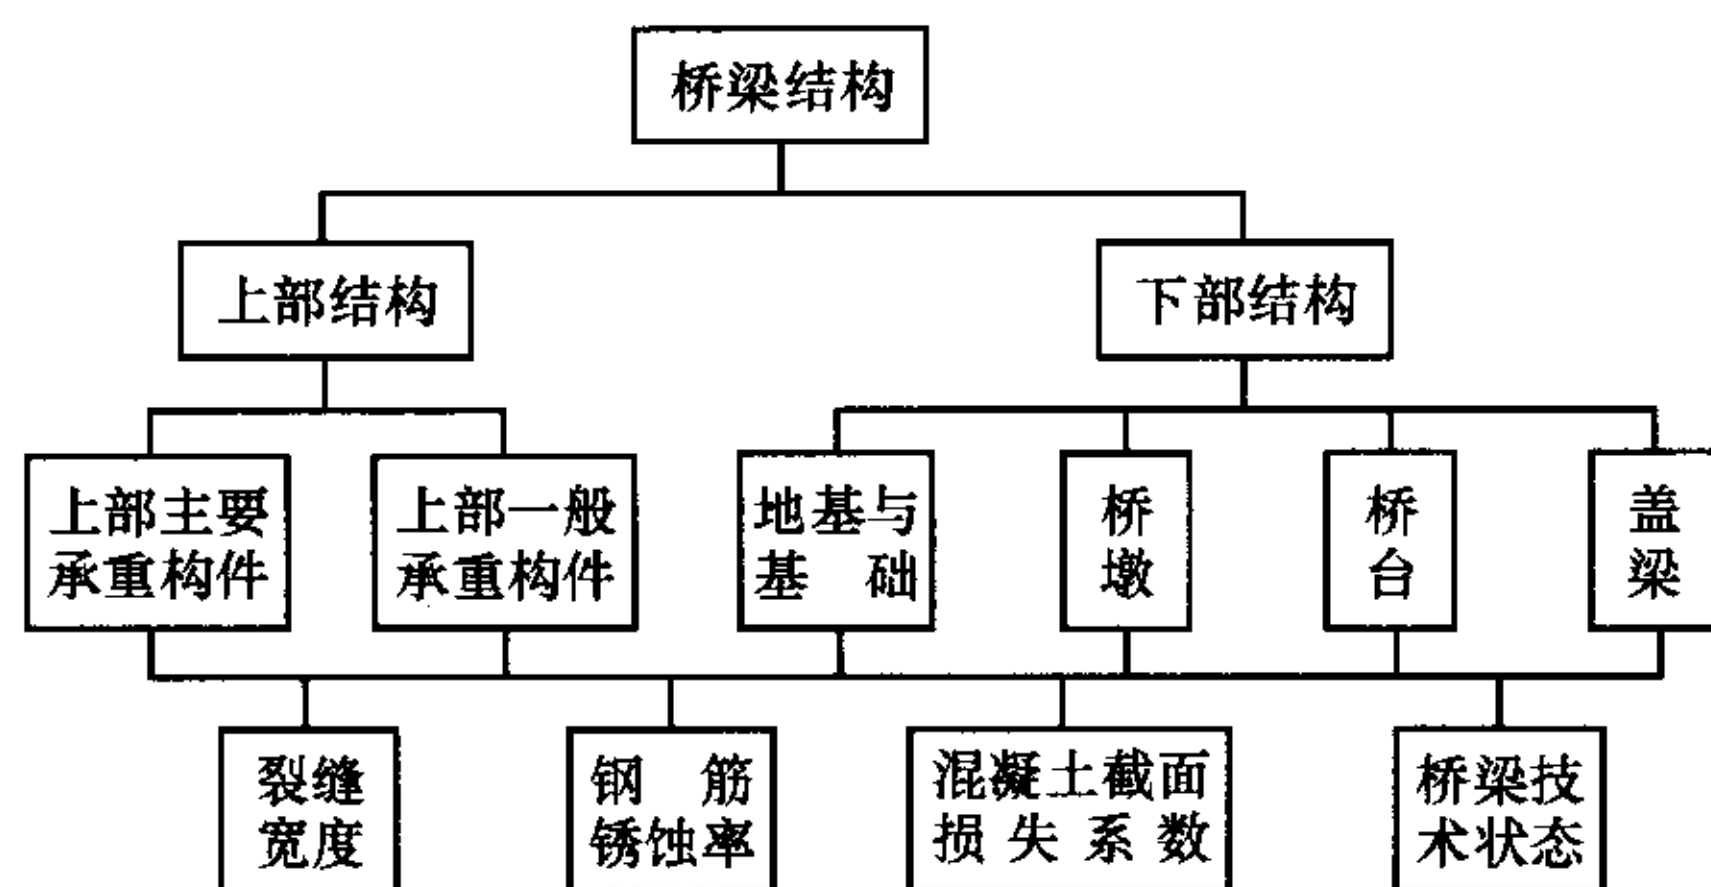 桥梁结构
上部结构
下部结构
上部主要
承重构件
上部一般
承重构件
地基与
基 础
桥
墩
桥
台
盖
梁
裂缝
宽度
钢 筋
锈蚀率
混凝土截面
损 失 系 数
桥梁技
术状态